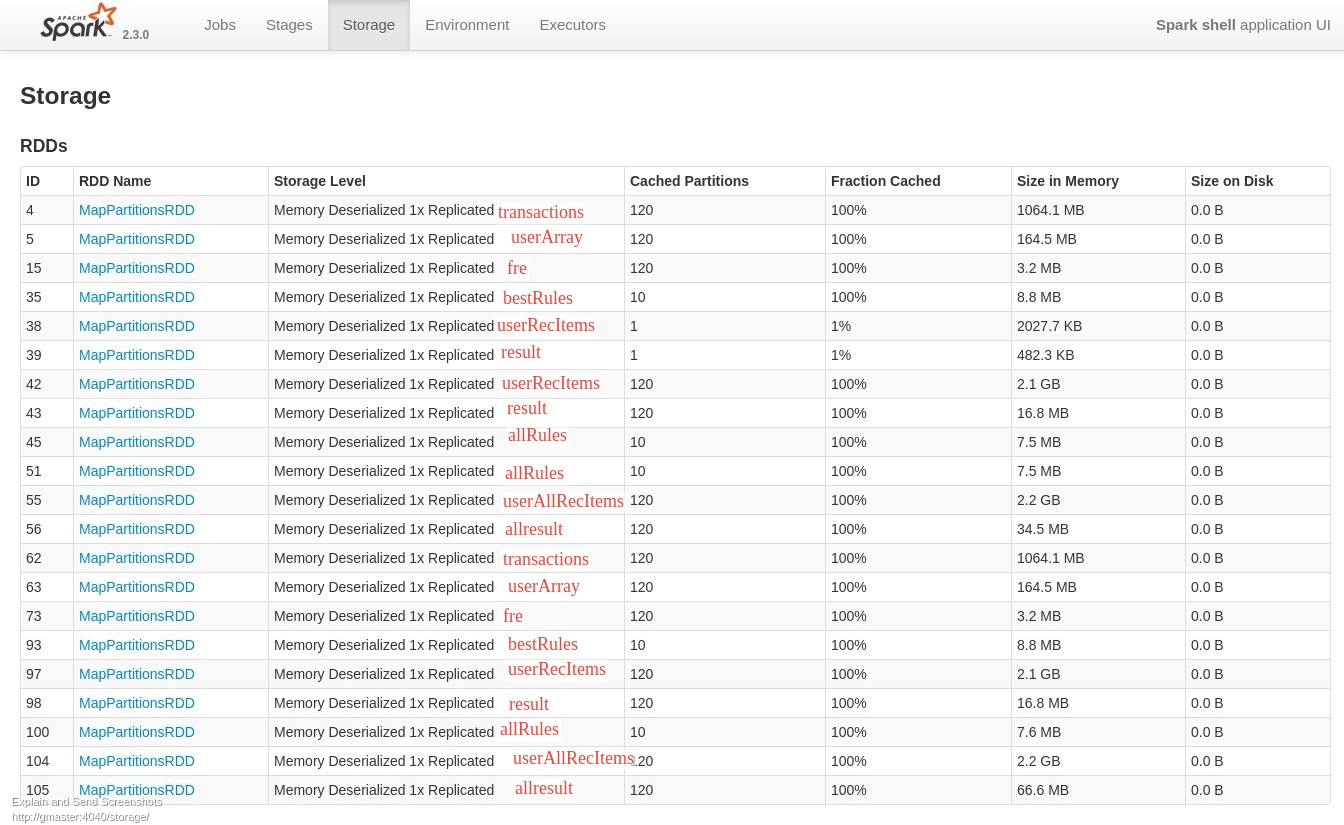 APACHE Spark 2.3.0 Jobs Stages Storage Environment Executors Spark shell application UI
Storage
RDDs
ID RDD Name Storage Level Cached Partitions Fraction Cached Size in Memory Size on Disk
4 MapPartitionsRDD Memory Deserialized 1x Replicated transactions 120 100% 1064.1 MB 0.0 B
5 MapPartitionsRDD Memory Deserialized 1x Replicated userArray 120 100% 164.5 MB 0.0 B
15 MapPartitionsRDD Memory Deserialized 1x Replicated fre 120 100% 3.2 MB 0.0 B
35 MapPartitionsRDD Memory Deserialized 1x Replicated bestRules 10 100% 8.8 MB 0.0 B
38 MapPartitionsRDD Memory Deserialized 1x Replicated userRecItems 1 1% 2027.7 KB 0.0 B
39 MapPartitionsRDD Memory Deserialized 1x Replicated result 1 1% 482.3 KB 0.0 B
42 MapPartitionsRDD Memory Deserialized 1x Replicated userRecItems 120 100% 2.1 GB 0.0 B
43 MapPartitionsRDD Memory Deserialized 1x Replicated result 120 100% 16.8 MB 0.0 B
45 MapPartitionsRDD Memory Deserialized 1x Replicated allRules 10 100% 7.5 MB 0.0 B
51 MapPartitionsRDD Memory Deserialized 1x Replicated allRules 10 100% 7.5 MB 0.0 B
55 MapPartitionsRDD Memory Deserialized 1x Replicated userAllRecItems 120 100% 2.2 GB 0.0 B
56 MapPartitionsRDD Memory Deserialized 1x Replicated allresult 120 100% 34.5 MB 0.0 B
62 MapPartitionsRDD Memory Deserialized 1x Replicated transactions 120 100% 1064.1 MB 0.0 B
63 MapPartitionsRDD Memory Deserialized 1x Replicated userArray 120 100% 164.5 MB 0.0 B
73 MapPartitionsRDD Memory Deserialized 1x Replicated fre 120 100% 3.2 MB 0.0 B
93 MapPartitionsRDD Memory Deserialized 1x Replicated bestRules 10 100% 8.8 MB 0.0 B
97 MapPartitionsRDD Memory Deserialized 1x Replicated userRecItems 120 100% 2.1 GB 0.0 B
98 MapPartitionsRDD Memory Deserialized 1x Replicated result 120 100% 16.8 MB 0.0 B
100 MapPartitionsRDD Memory Deserialized 1x Replicated allRules 10 100% 7.6 MB 0.0 B
104 MapPartitionsRDD Memory Deserialized 1x Replicated userAllRecItems 120 100% 2.2 GB 0.0 B
105 MapPartitionsRDD Memory Deserialized 1x Replicated allresult 120 100% 66.6 MB 0.0 B
Explain and Send Screenshots
http://gmaster:4040/storage/